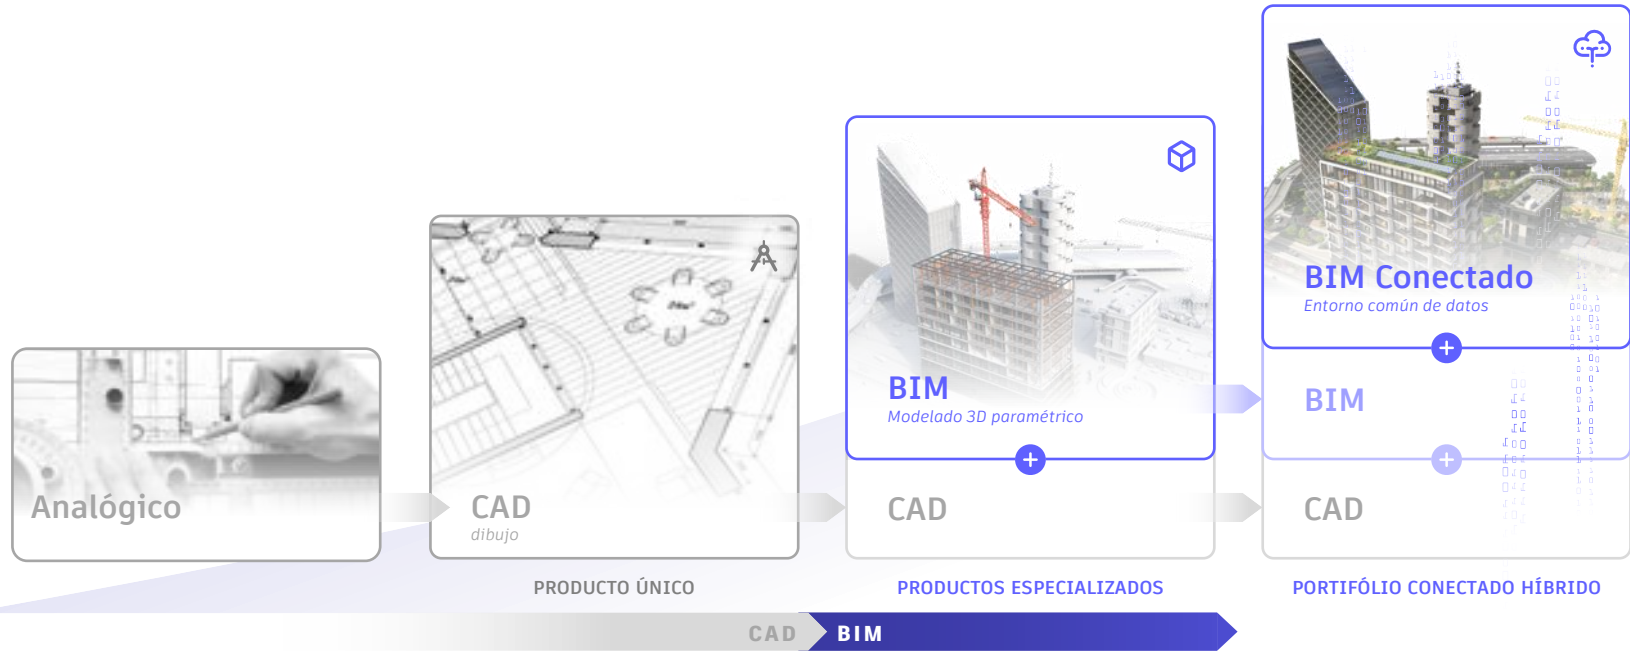 Analógico
CAD
dibujo
PRODUCTO ÚNICO
BIM
Modelado 3D paramétrico
CAD
PRODUCTOS ESPECIALIZADOS
BIM Conectado
Entorno común de datos
BIM
CAD
PORTIFÓLIO CONECTADO HÍBRIDO
CAD
BIM